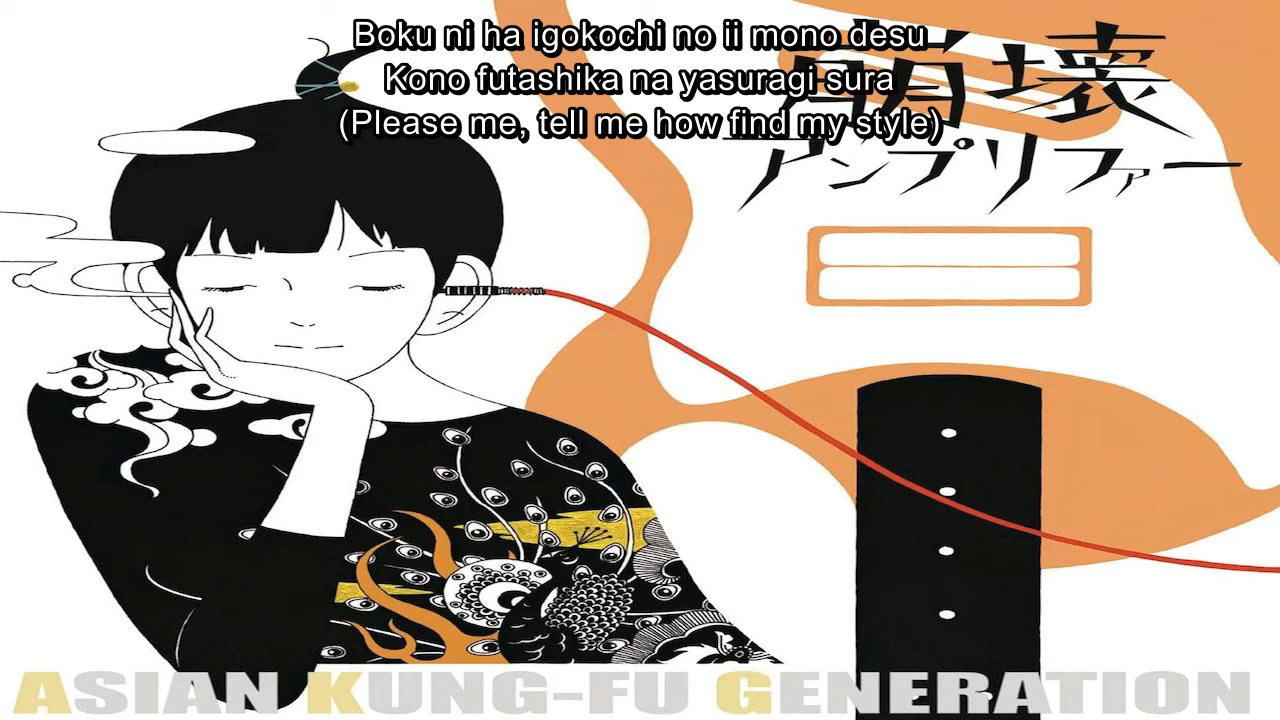 Boku ni ha igokochi no ii mono desu
Kono futashika na yasuragi sura
(Please me, tell me how find my style)
崩壊
アンプリファー
ASIAN KUNG-FU GENERATION